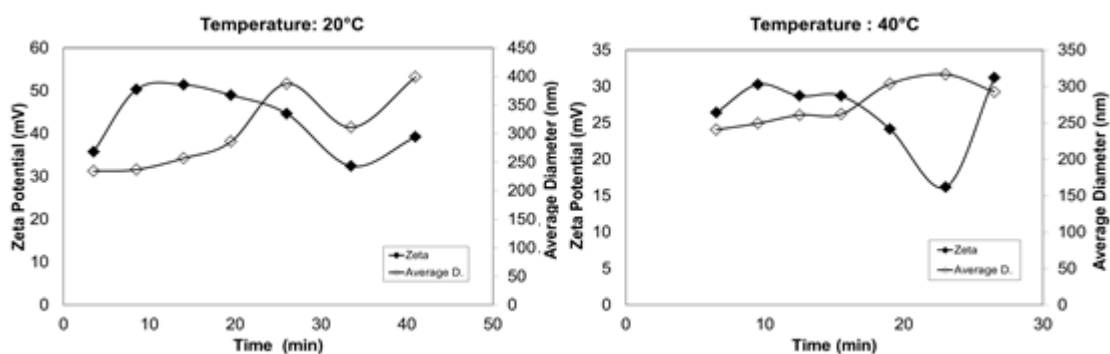 Temperature: 20°C
60
50
40
30
20
10
0
Zeta Potential (mV)
450
400
350
300
250
200
150
100
50
0
Average Diameter (nm)
Zeta
Average D.
0 10 20 30 40 50
Time (min)
Temperature : 40°C
35
30
25
20
15
10
5
0
Zeta Potential (mV)
350
300
250
200
150
100
50
0
Average Diameter (nm)
Zeta
Average D.
0 10 20 30
Time (min)